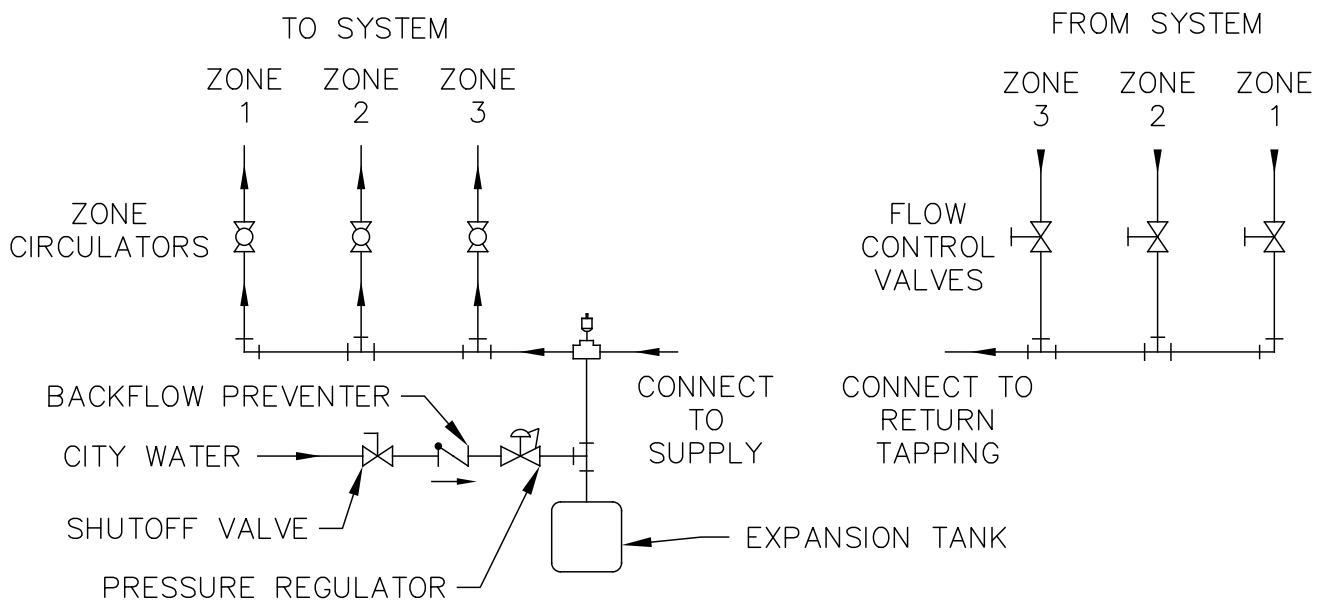 TO SYSTEM
FROM SYSTEM
ZONE
1
ZONE
2
ZONE
3
ZONE
3
ZONE
2
ZONE
1
ZONE
CIRCULATORS
FLOW
CONTROL
VALVES
BACKFLOW PREVENTER
CONNECT
TO
SUPPLY
CONNECT TO
RETURN
TAPPING
CITY WATER
SHUTOFF VALVE
EXPANSION TANK
PRESSURE REGULATOR